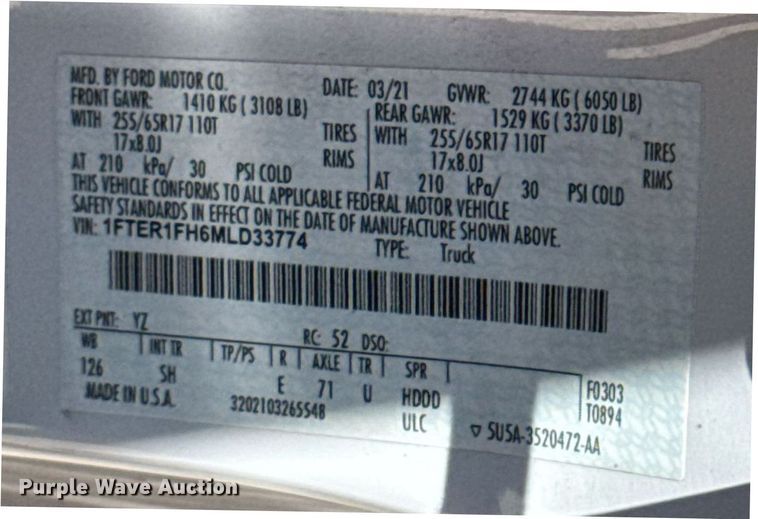 MFD. BY FORD MOTOR CO. DATE: 03/21 GVWR: 2744 KG ( 6050 LB)
FRONT GAWR: 1410 KG ( 3108 LB) REAR GAWR: 1529 KG ( 3370 LB)
WITH 255/65R17 110T TIRES WITH 255/65R17 110T TIRES
17x8.0J RIMS 17x8.0J RIMS
AT 210 kPa/ 30 PSI COLD AT 210 kPa/ 30 PSI COLD
THIS VEHICLE CONFORMS TO ALL APPLICABLE FEDERAL MOTOR VEHICLE
SAFETY STANDARDS IN EFFECT ON THE DATE OF MANUFACTURE SHOWN ABOVE.
VIN: 1FTER1FH6MLD33774 TYPE: Truck
EXT PNT: YZ RC: 52 DSO:
WB INT TR TP/PS R AXLE TR SPR
126 SH E 71 U HDDD F0303
MADE IN U.S.A. 3202103265548 ULC T0894
5U5A-3520472-AA
Purple Wave Auction